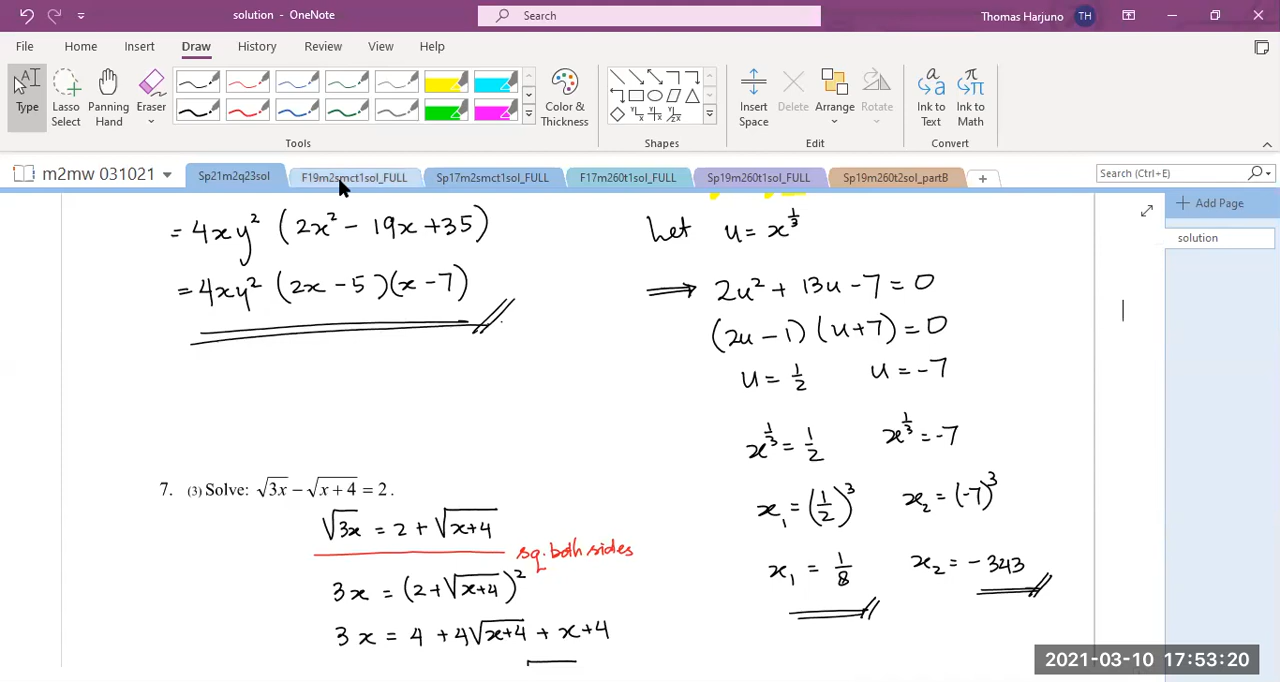 solution - OneNote
Search
Thomas Harjuno TH
File Home Insert Draw History Review View Help
Type
Lasso Select
Panning Hand
Eraser
Color & Thickness
Insert Space
Delete
Arrange
Rotate
Ink to Text
Ink to Math
Tools
Shapes
Edit
Convert
m2mw 031021
Sp21m2q23sol
F19m2smct1sol_FULL
Sp17m2smct1sol_FULL
F17m260t1sol_FULL
Sp19m260t1sol_FULL
Sp19m260t2sol_partB
Search (Ctrl+E)
Add Page
solution
= 4xy² (2x² - 19x + 35)
= 4xy² (2x - 5)(x - 7)
7. (3) Solve: √3x − √x+4 = 2.
√3x = 2 + √x+4
sq. both sides
3x = (2+√x+4)²
3x = 4 + 4√x+4 + x+4
Let u = x^1/3
⟹ 2u² + 13u - 7 = 0
(2u - 1) (u+7) = 0
u = 1/2 u = -7
x^1/3 = 1/2 x^1/3 = -7
x₁ = (1/2)³ x₂ = (-7)³
x₁ = 1/8 x₂ = - 343
2021-03-10 17:53:20